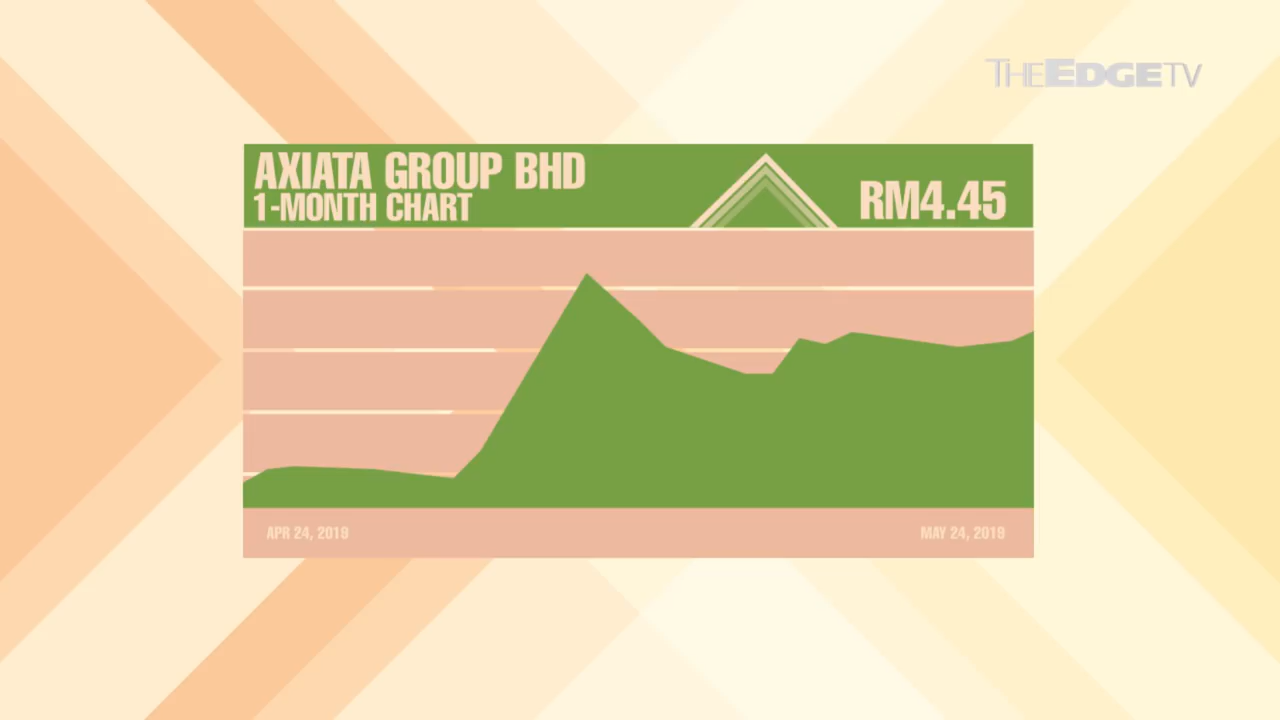 THEEDGETV
AXIATA GROUP BHD
1-MONTH CHART
RM4.45
APR 24, 2019
MAY 24, 2019